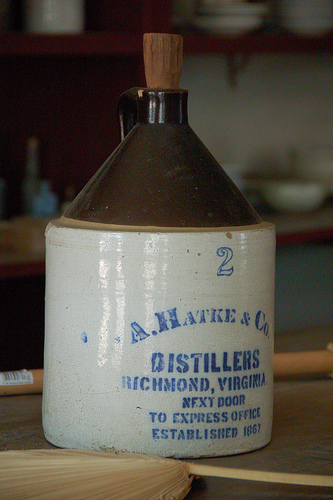 2
A. HATKE & CO.
DISTILLERS
RICHMOND, VIRGINIA.
NEXT DOOR
TO EXPRESS OFFICE
ESTABLISHED 1867